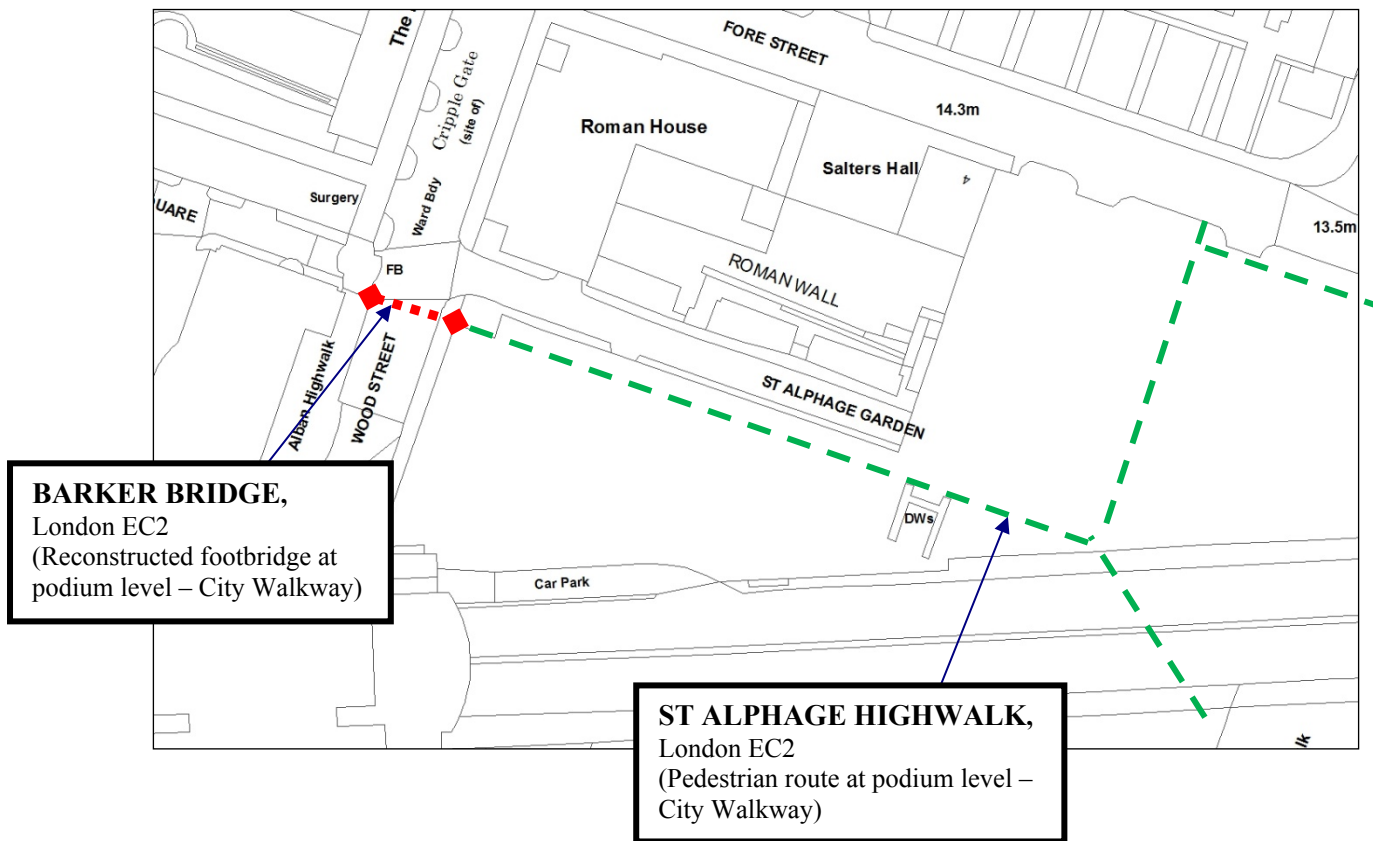 The
FORE STREET
Cripple Gate
(site of)
14.3m
Roman House
Salters Hall
4
Surgery
Ward Bdy
QUARE
13.5m
FB
ROMAN WALL
Alban Highwalk
WOOD STREET
ST ALPHAGE GARDEN
BARKER BRIDGE,
London EC2
(Reconstructed footbridge at
podium level – City Walkway)
DWs
Car Park
ST ALPHAGE HIGHWALK,
London EC2
(Pedestrian route at podium level –
City Walkway)
lk